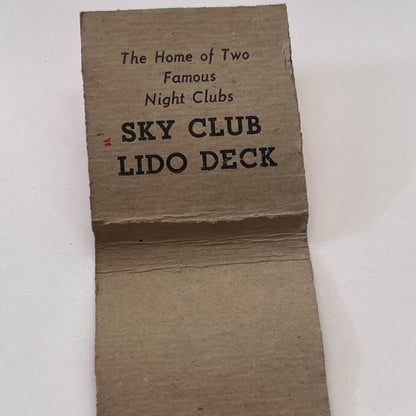 The Home of Two
Famous
Night Clubs
SKY CLUB
LIDO DECK